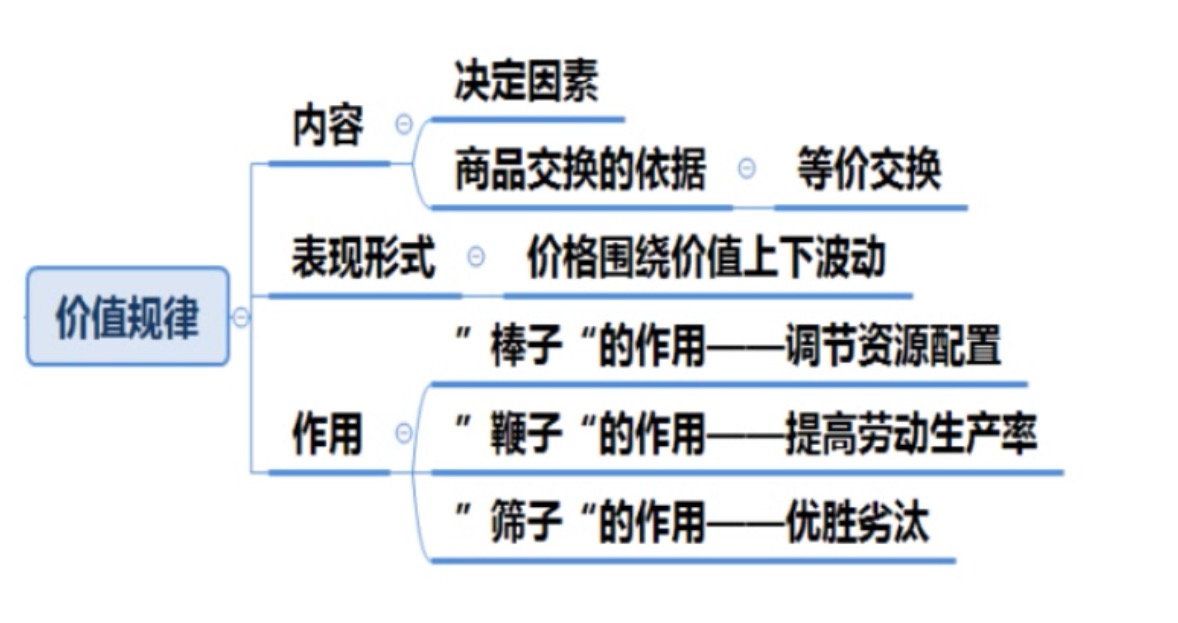 价值规律
内容
决定因素
商品交换的依据
等价交换
表现形式
价格围绕价值上下波动
作用
”棒子“的作用——调节资源配置
”鞭子“的作用——提高劳动生产率
”筛子“的作用——优胜劣汰